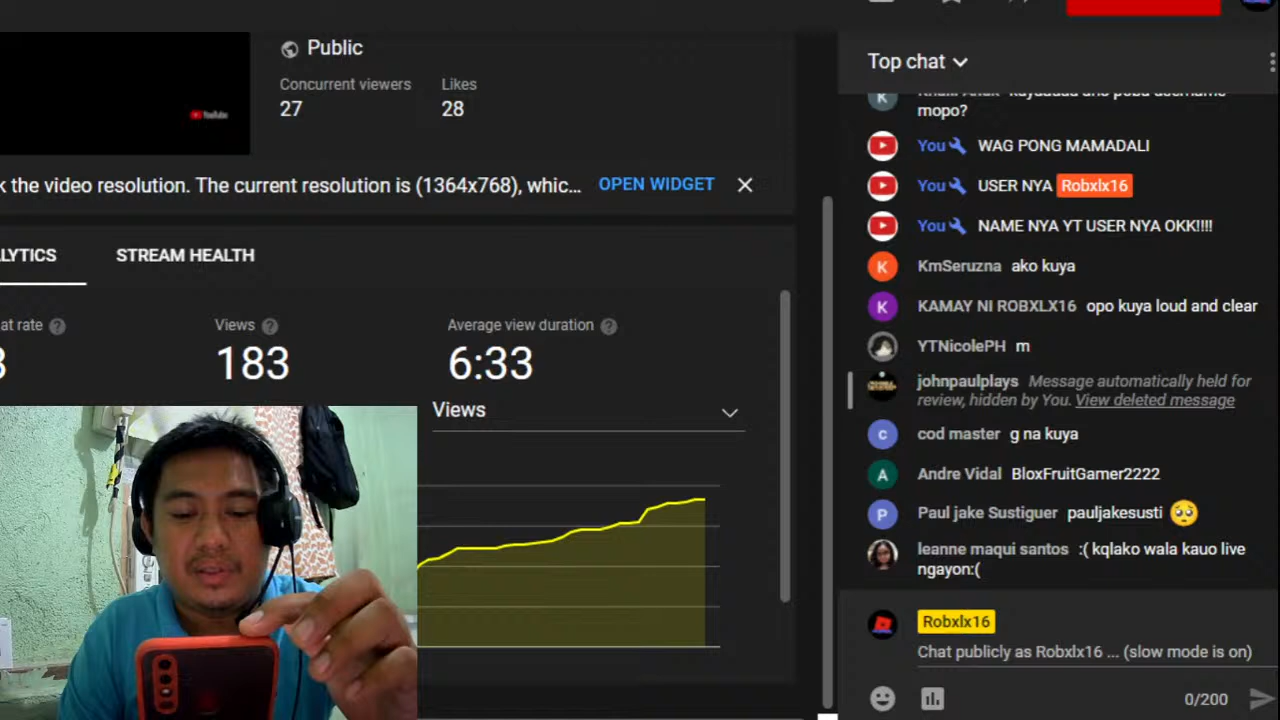 Public
Concurrent viewers
Likes
27
28
YouTube
k the video resolution. The current resolution is (1364x768), whic...
OPEN WIDGET
LYTICS
STREAM HEALTH
at rate
Views
Average view duration
183
6:33
Views
Top chat
mopo?
You WAG PONG MAMADALI
You USER NYA Robxlx16
You NAME NYA YT USER NYA OKK!!!!
K KmSeruzna ako kuya
K KAMAY NI ROBXLX16 opo kuya loud and clear
YTNicolePH m
johnpaulplays Message automatically held for
review, hidden by You. View deleted message
c cod master g na kuya
A Andre Vidal BloxFruitGamer2222
P Paul jake Sustiguer pauljakesusti 🥺
leanne maqui santos :( kqlako wala kauo live
ngayon:(
Robxlx16
Chat publicly as Robxlx16 ... (slow mode is on)
0/200